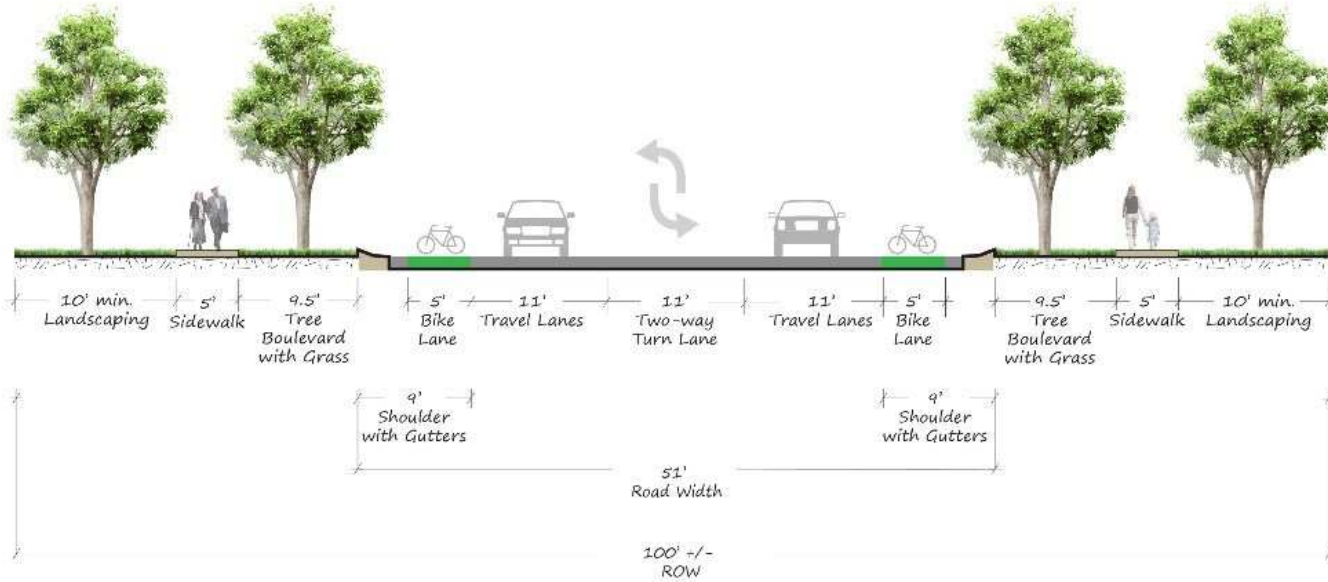 10' min.
Landscaping
5'
Sidewalk
9.5'
Tree
Boulevard
with Grass
5'
Bike
Lane
11'
Travel Lanes
11'
Two-way
Turn Lane
11'
Travel Lanes
5'
Bike
Lane
9.5'
Tree
Boulevard
with Grass
5'
Sidewalk
10' min.
Landscaping
9'
Shoulder
with Gutters
9'
Shoulder
with Gutters
51'
Road Width
100' +/-
ROW